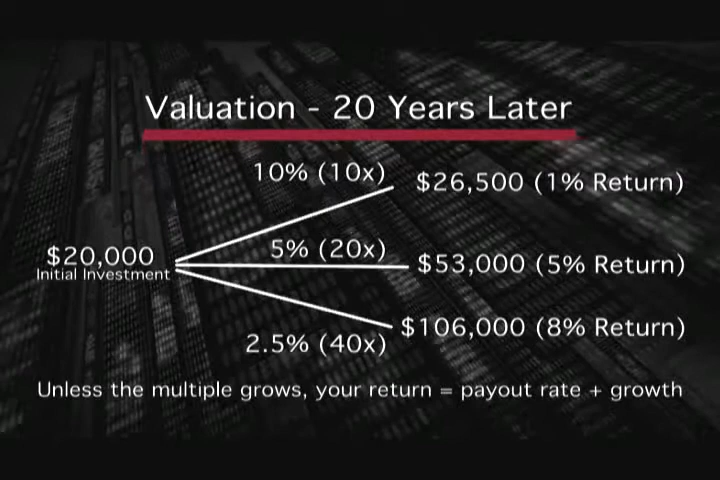 Valuation - 20 Years Later
10% (10x)
$26,500 (1% Return)
$20,000
Initial Investment
5% (20x)
$53,000 (5% Return)
2.5% (40x)
$106,000 (8% Return)
Unless the multiple grows, your return = payout rate + growth